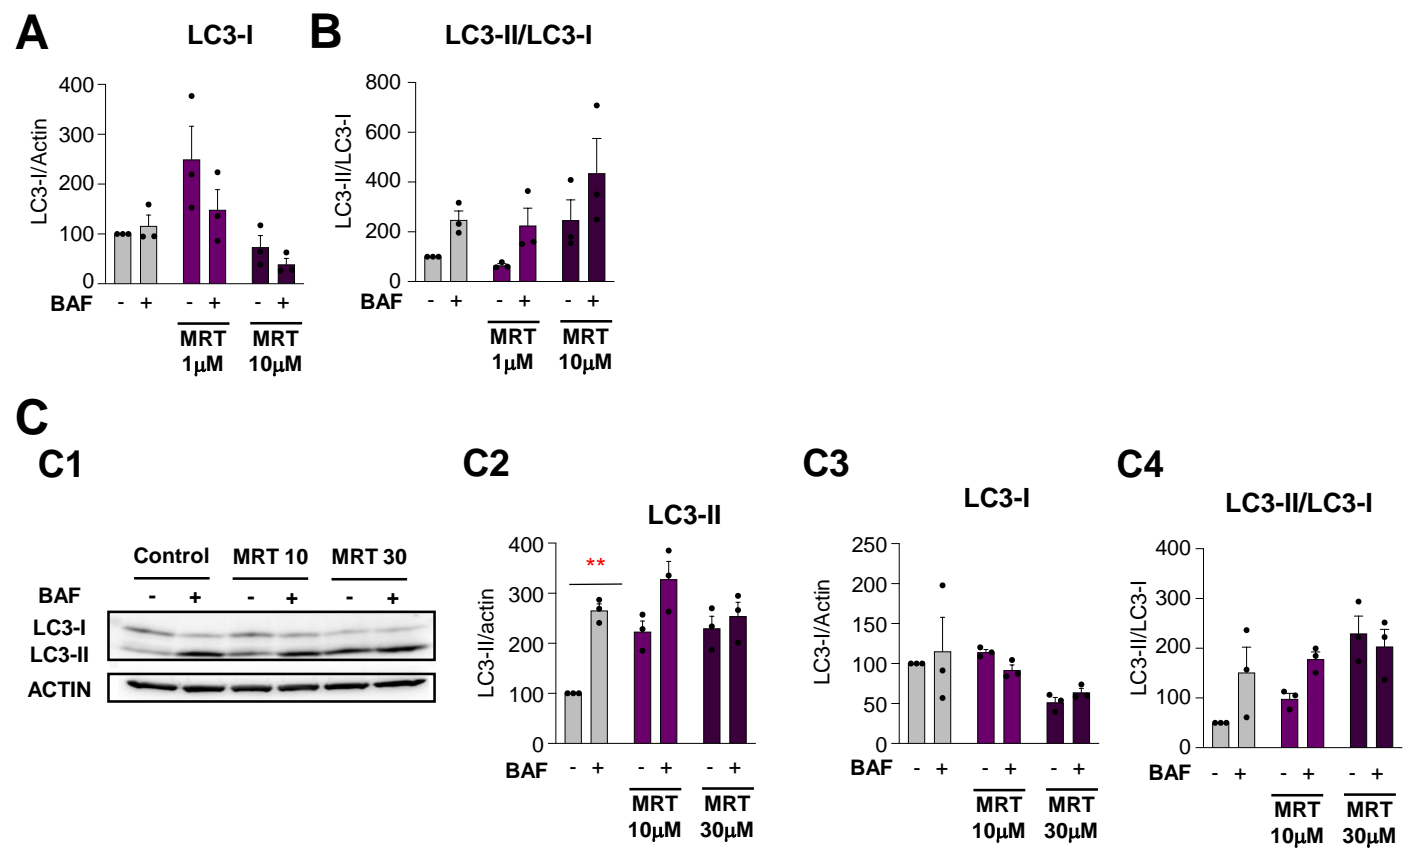 A
LC3-I
LC3-I/Actin
400
300
200
100
0
BAF - + - + - +
MRT MRT
1μM 10μM
B
LC3-II/LC3-I
LC3-II/LC3-I
800
600
400
200
0
BAF - + - + - +
MRT MRT
1μM 10μM
C
C1
Control MRT 10 MRT 30
BAF - + - + - +
LC3-I
LC3-II
ACTIN
C2
LC3-II
LC3-II/actin
400
300
200
100
0
**
BAF - + - + - +
MRT MRT
10μM 30μM
C3
LC3-I
LC3-I/Actin
250
200
150
100
50
0
BAF - + - + - +
MRT MRT
10μM 30μM
C4
LC3-II/LC3-I
LC3-II/LC3-I
400
300
200
100
0
BAF - + - + - +
MRT MRT
10μM 30μM